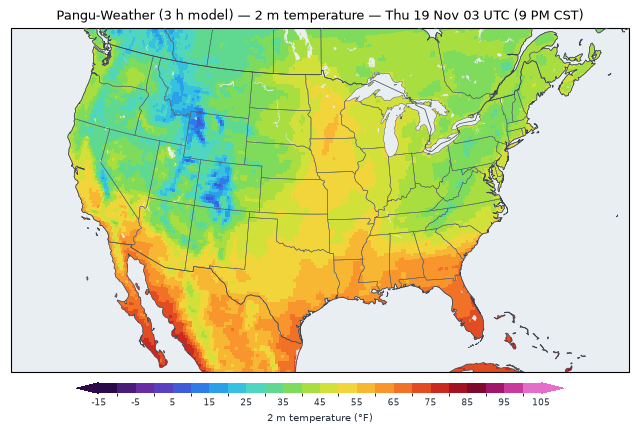 Pangu-Weather (3 h model) — 2 m temperature — Thu 19 Nov 03 UTC (9 PM CST)
-15 -5 5 15 25 35 45 55 65 75 85 95 105
2 m temperature (°F)